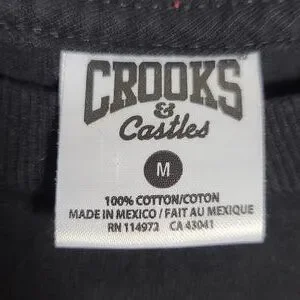 CROOKS
&
Castles
M
100% COTTON/COTON
MADE IN MEXICO / FAIT AU MEXIQUE
RN 114972 CA 43041